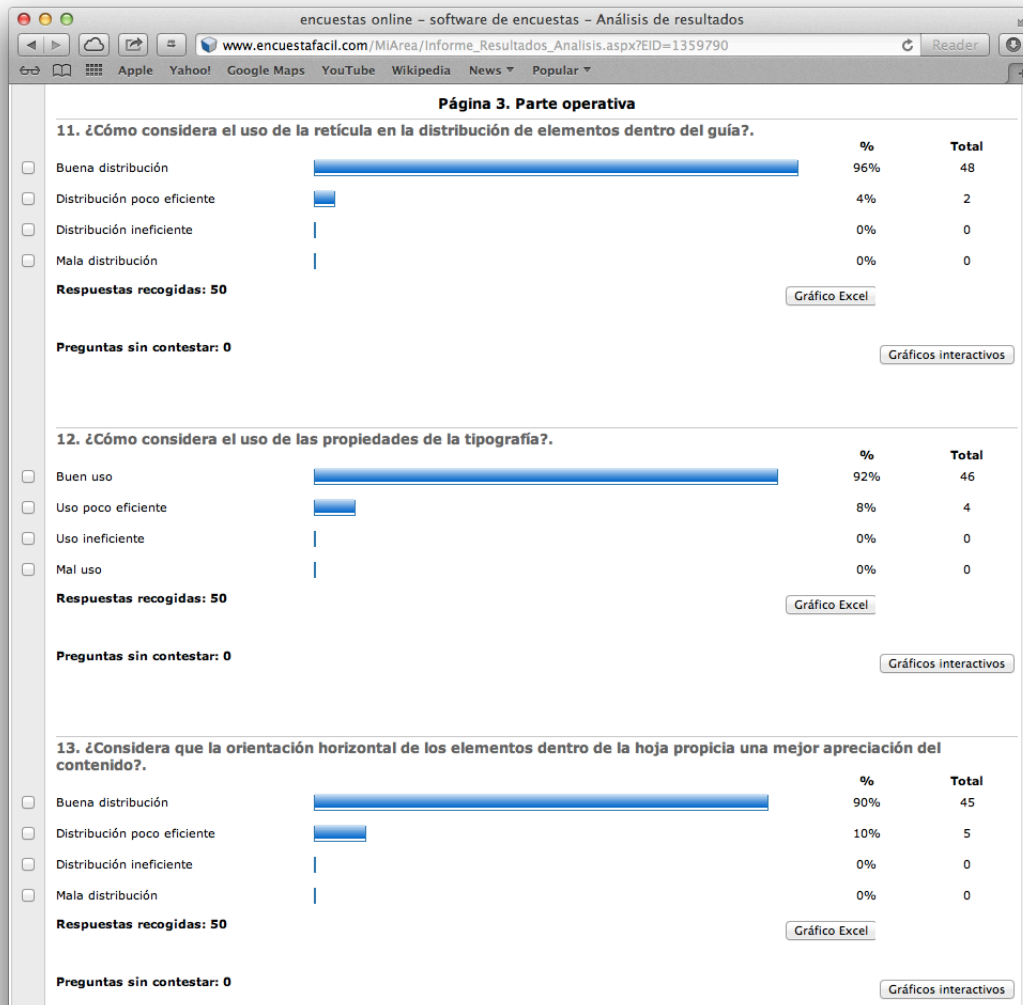 encuestas online – software de encuestas – Análisis de resultados
www.encuestafacil.com/MiArea/Informe_Resultados_Analisis.aspx?EID=1359790
Reader
Apple Yahoo! Google Maps YouTube Wikipedia News Popular
Página 3. Parte operativa
11. ¿Cómo considera el uso de la retícula en la distribución de elementos dentro del guía?.
% Total
Buena distribución 96% 48
Distribución poco eficiente 4% 2
Distribución ineficiente 0% 0
Mala distribución 0% 0
Respuestas recogidas: 50
Gráfico Excel
Preguntas sin contestar: 0
Gráficos interactivos
12. ¿Cómo considera el uso de las propiedades de la tipografía?.
% Total
Buen uso 92% 46
Uso poco eficiente 8% 4
Uso ineficiente 0% 0
Mal uso 0% 0
Respuestas recogidas: 50
Gráfico Excel
Preguntas sin contestar: 0
Gráficos interactivos
13. ¿Considera que la orientación horizontal de los elementos dentro de la hoja propicia una mejor apreciación del
contenido?.
% Total
Buena distribución 90% 45
Distribución poco eficiente 10% 5
Distribución ineficiente 0% 0
Mala distribución 0% 0
Respuestas recogidas: 50
Gráfico Excel
Preguntas sin contestar: 0
Gráficos interactivos